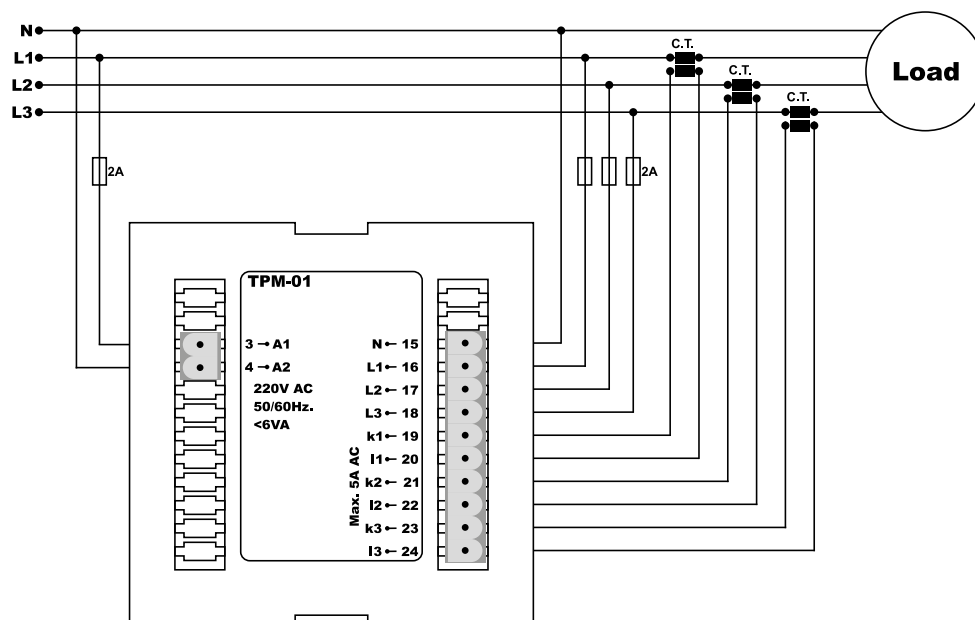 N
L1
L2
L3
C.T.
C.T.
C.T.
Load
2A
2A
TPM-01
3 → A1
4 → A2
220V AC
50/60Hz.
<6VA
N ← 15
L1 ← 16
L2 ← 17
L3 ← 18
k1 ← 19
l1 ← 20
k2 ← 21
l2 ← 22
k3 ← 23
l3 ← 24
Max. 5A AC